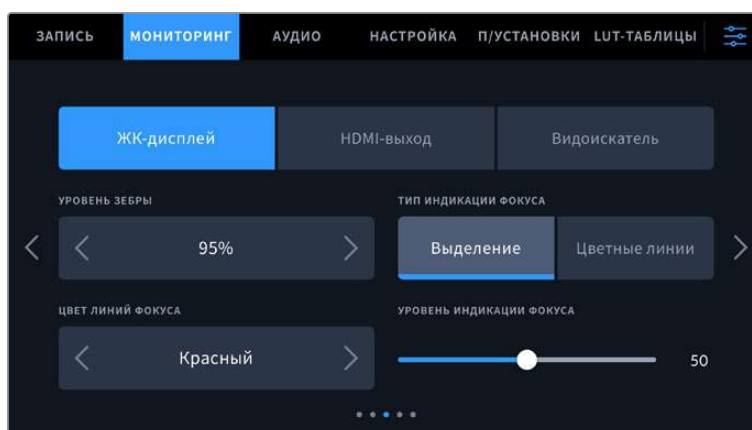 ЗАПИСЬ МОНИТОРИНГ АУДИО НАСТРОЙКА П/УСТАНОВКИ LUT-ТАБЛИЦЫ
ЖК-дисплей HDMI-выход Видоискатель
УРОВЕНЬ ЗЕБРЫ ТИП ИНДИКАЦИИ ФОКУСА
95% Выделение Цветные линии
ЦВЕТ ЛИНИЙ ФОКУСА УРОВЕНЬ ИНДИКАЦИИ ФОКУСА
Красный 50